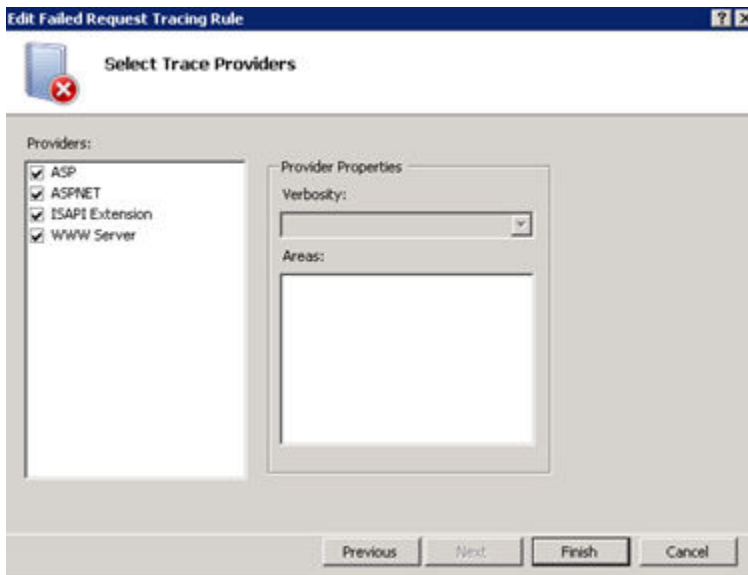 Edit Failed Request Tracing Rule
Select Trace Providers
Providers:
ASP
ASPNET
ISAPI Extension
WWW Server
Provider Properties
Verbosity:
Areas:
Previous
Next
Finish
Cancel